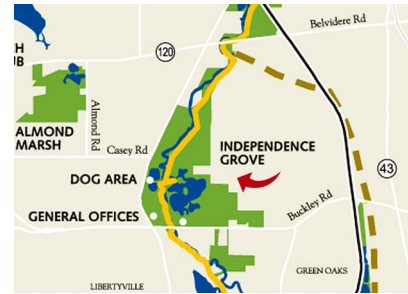 Belvidere Rd
120
CH
UB
Almond Rd
ALMOND
MARSH
Casey Rd
INDEPENDENCE
GROVE
43
DOG AREA
Buckley Rd
GENERAL OFFICES
GREEN OAKS
LIBERTYVILLE